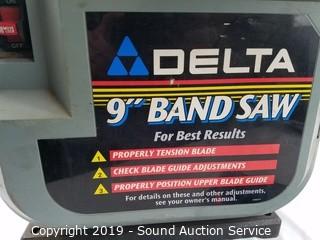 OFF
DELTA
9" BAND SAW
For Best Results
1 PROPERLY TENSION BLADE
2 CHECK BLADE GUIDE ADJUSTMENTS
3 PROPERLY POSITION UPPER BLADE GUIDE
For details on these and other adjustments,
see your owner's manual.
Copyright 2019 - Sound Auction Service